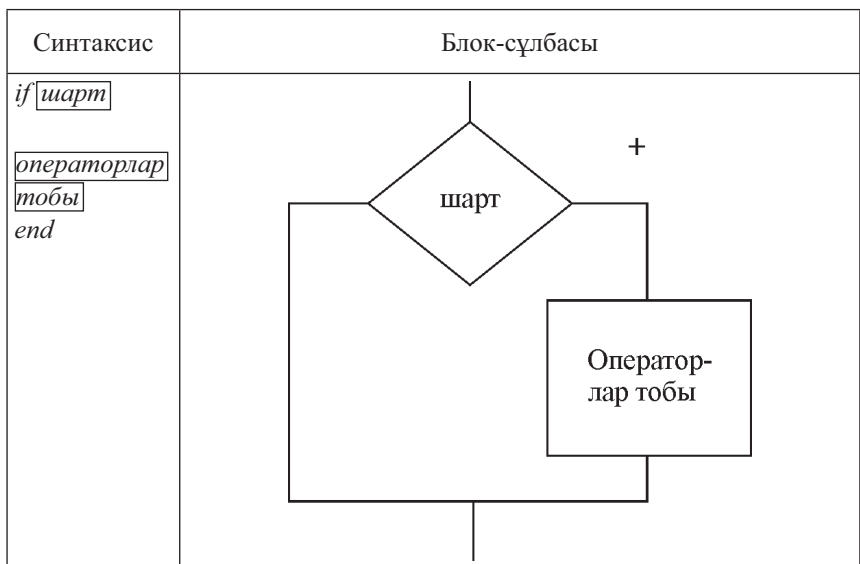 Синтаксис
Блок-сұлбасы
if шарт
операторлар
тобы
end
+
шарт
Оператор-
лар тобы